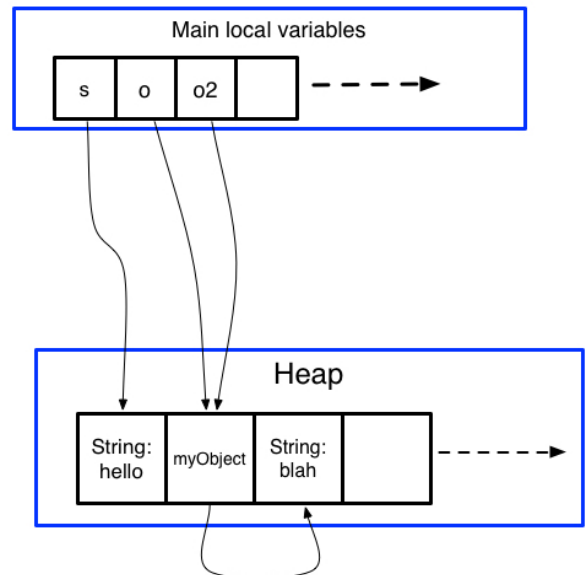 Main local variables
s
o
o2
Heap
String:
hello
myObject
String:
blah